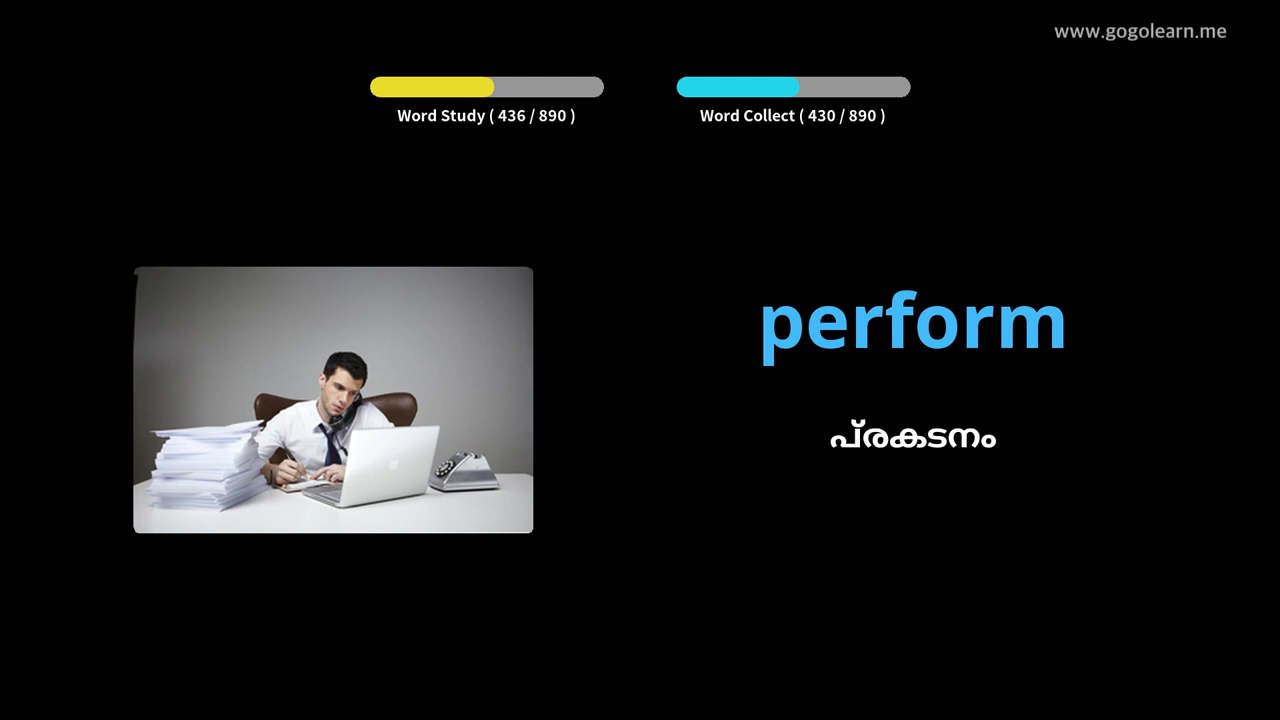 www.gogolearn.me
Word Study ( 436 / 890 )
Word Collect ( 430 / 890 )
perform
പ്രകടനം